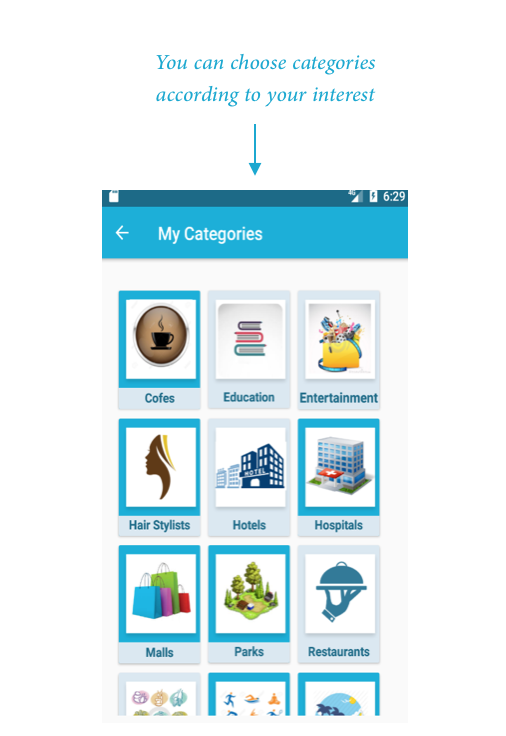 You can choose categories
according to your interest
4G 6:29
My Categories
Cofes Education Entertainment
HOTEL
Hair Stylists Hotels Hospitals
Malls Parks Restaurants